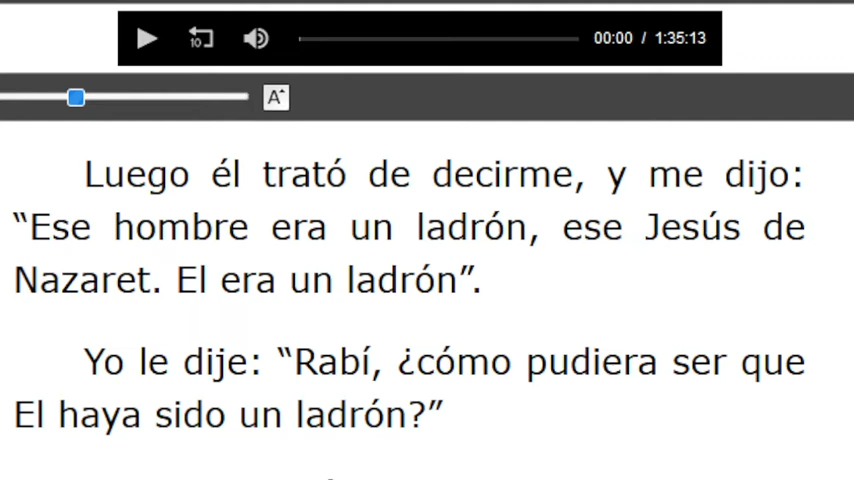 10 00:00 / 1:35:13
A
Luego él trató de decirme, y me dijo:
“Ese hombre era un ladrón, ese Jesús de
Nazaret. El era un ladrón”.
Yo le dije: “Rabí, ¿cómo pudiera ser que
El haya sido un ladrón?”